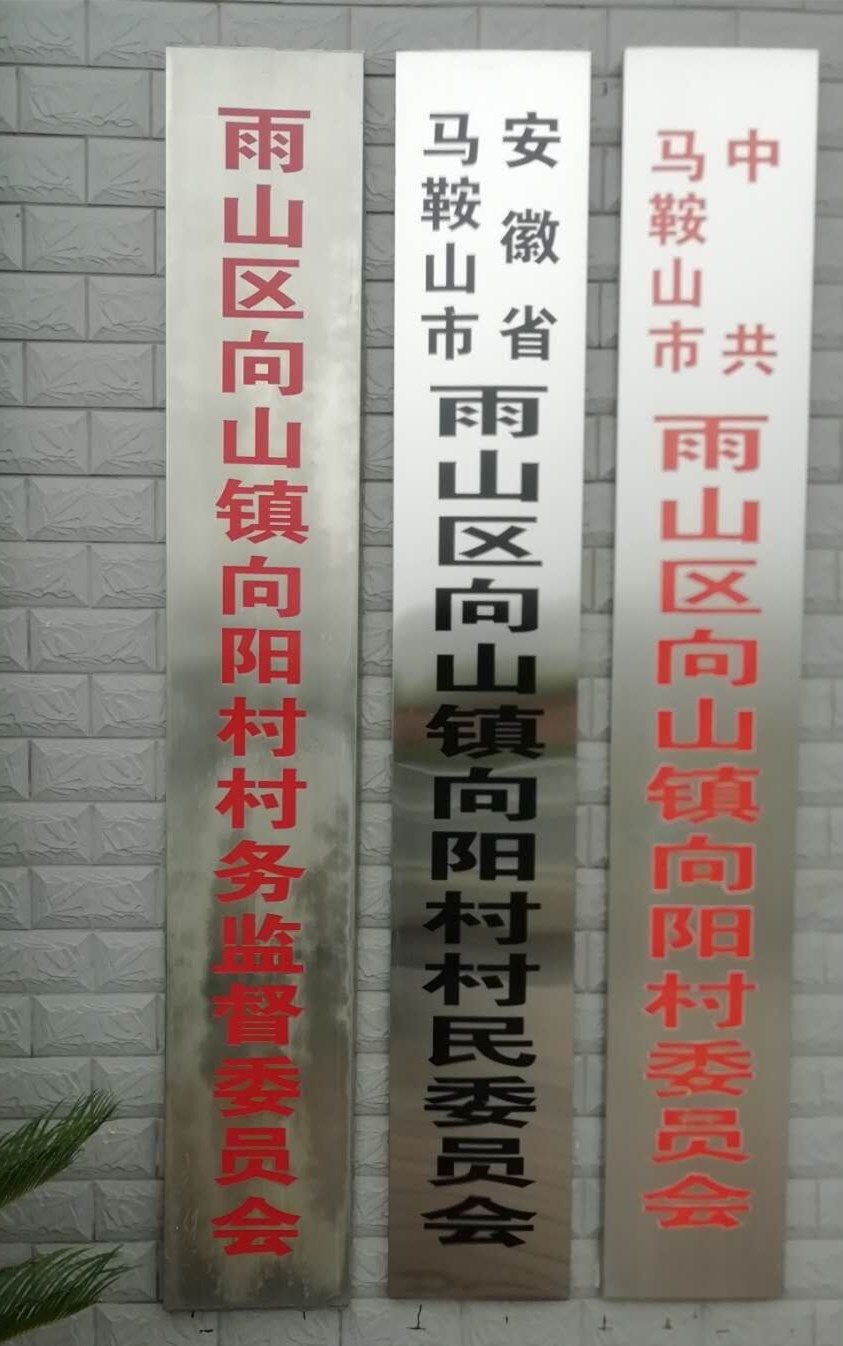 中共
马鞍山市
雨山区向山镇向阳村委员会
安徽省
马鞍山市
雨山区向山镇向阳村村民委员会
雨山区向山镇向阳村村务监督委员会